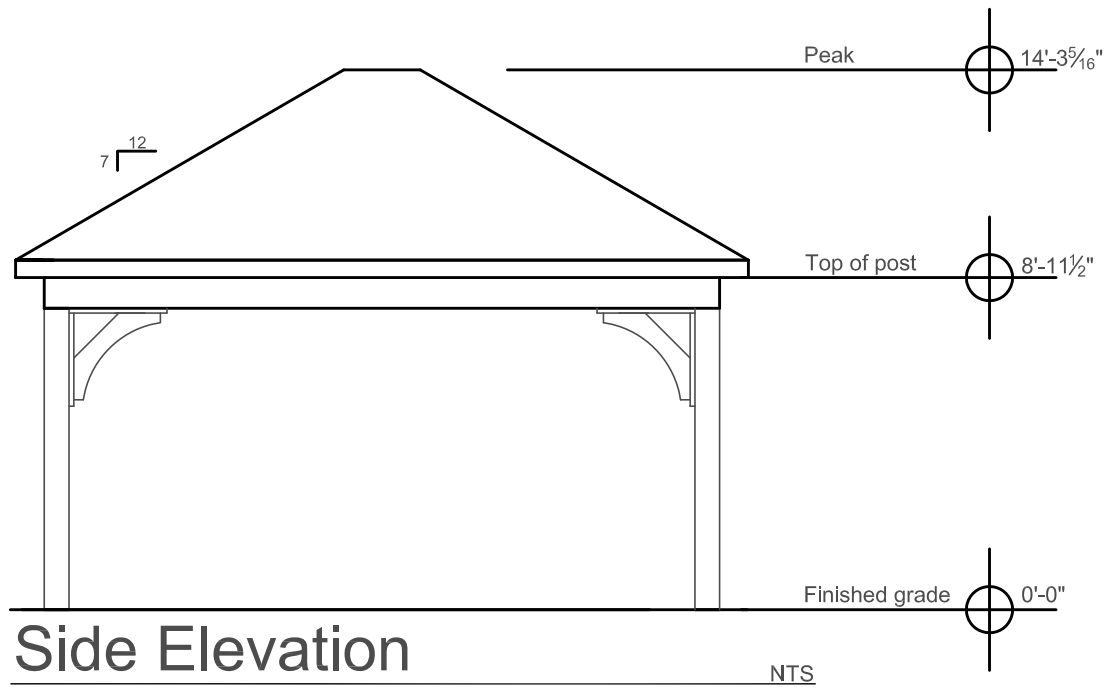 Peak 14'-3⁵⁄₁₆"
12
7
Top of post 8'-11½"
Finished grade 0'-0"
Side Elevation
NTS